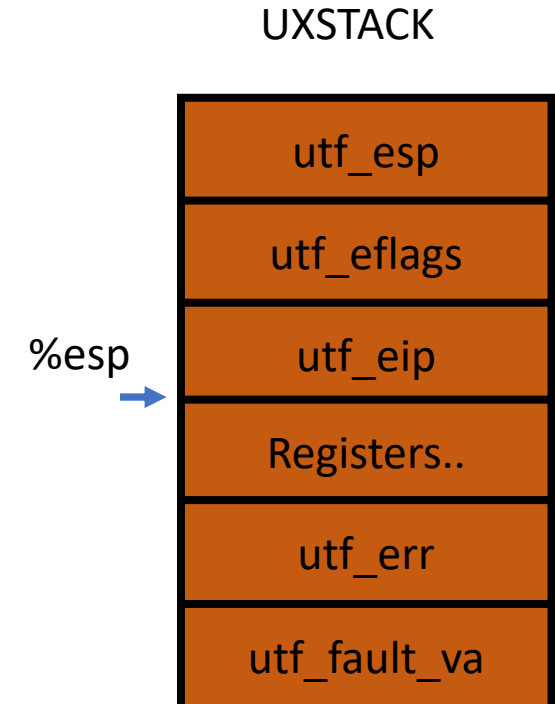 UXSTACK
utf_esp
utf_eflags
%esp
utf_eip
Registers..
utf_err
utf_fault_va